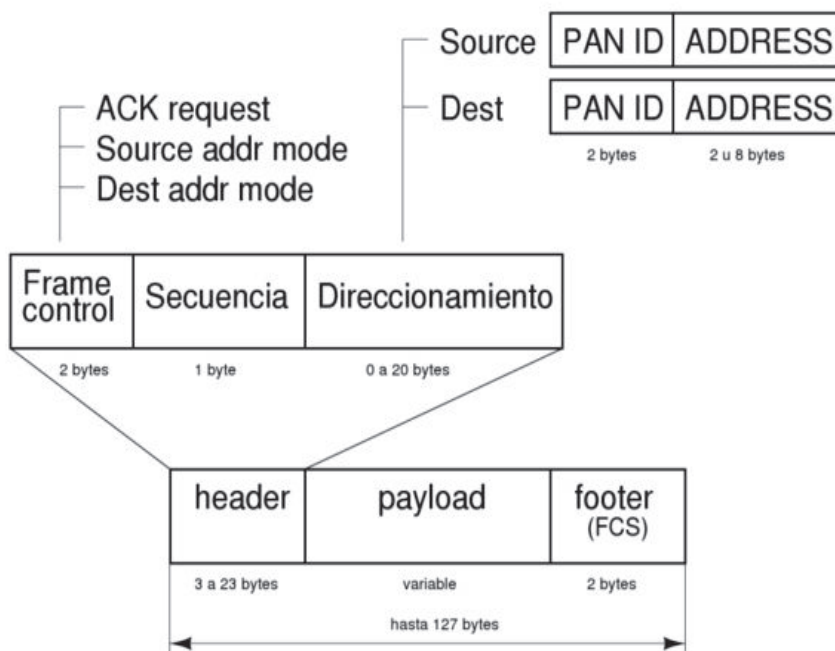 Source PAN ID ADDRESS
ACK request
Dest PAN ID ADDRESS
Source addr mode
2 bytes 2 u 8 bytes
Dest addr mode
Frame control
Secuencia
Direccionamiento
2 bytes 1 byte 0 a 20 bytes
header payload footer
(FCS)
3 a 23 bytes variable 2 bytes
hasta 127 bytes